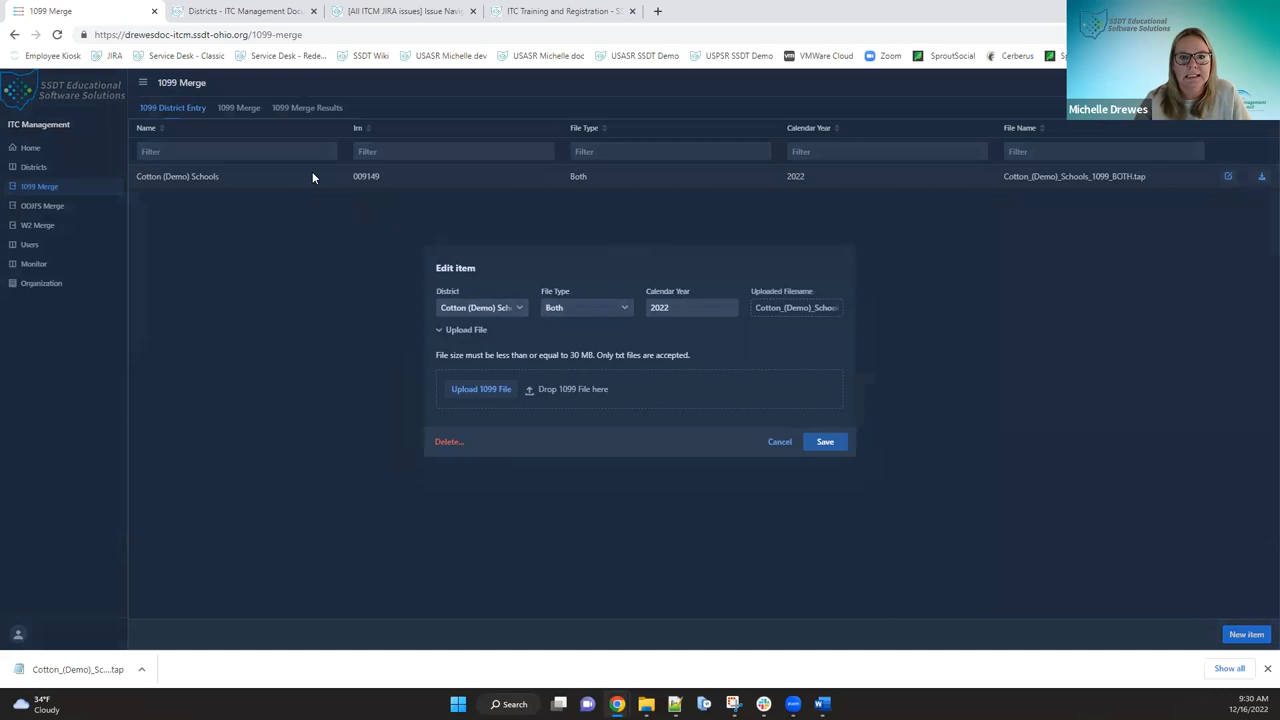 1099 Merge
Districts - ITC Management Docu
[All ITCM JIRA issues] Issue Navig
ITC Training and Registration - SS
https://drewesdoc-itcm.ssdt-ohio.org/1099-merge
Employee Kiosk
JIRA
Service Desk - Classic
Service Desk - Rede...
SSDT Wiki
USASR Michelle dev
USASR Michelle doc
USASR SSDT Demo
USPSR SSDT Demo
VMWare Cloud
Zoom
SproutSocial
Cerberus
SSDT Educational
Software Solutions
Michelle Drewes
SSDT Educational
Software Solutions
1099 Merge
ITC Management
1099 District Entry
1099 Merge
1099 Merge Results
Home
Districts
1099 Merge
ODJFS Merge
W2 Merge
Users
Monitor
Organization
Name
Irn
File Type
Calendar Year
File Name
Filter
Filter
Filter
Filter
Filter
Cotton (Demo) Schools
009149
Both
2022
Cotton_(Demo)_Schools_1099_BOTH.tap
Edit item
District
File Type
Calendar Year
Uploaded Filename
Cotton (Demo) Sch
Both
2022
Cotton_(Demo)_School
Upload File
File size must be less than or equal to 30 MB. Only txt files are accepted.
Upload 1099 File
Drop 1099 File here
Delete...
Cancel
Save
New item
Cotton_(Demo)_Sc....tap
Show all
34°F
Cloudy
Search
9:30 AM
12/16/2022